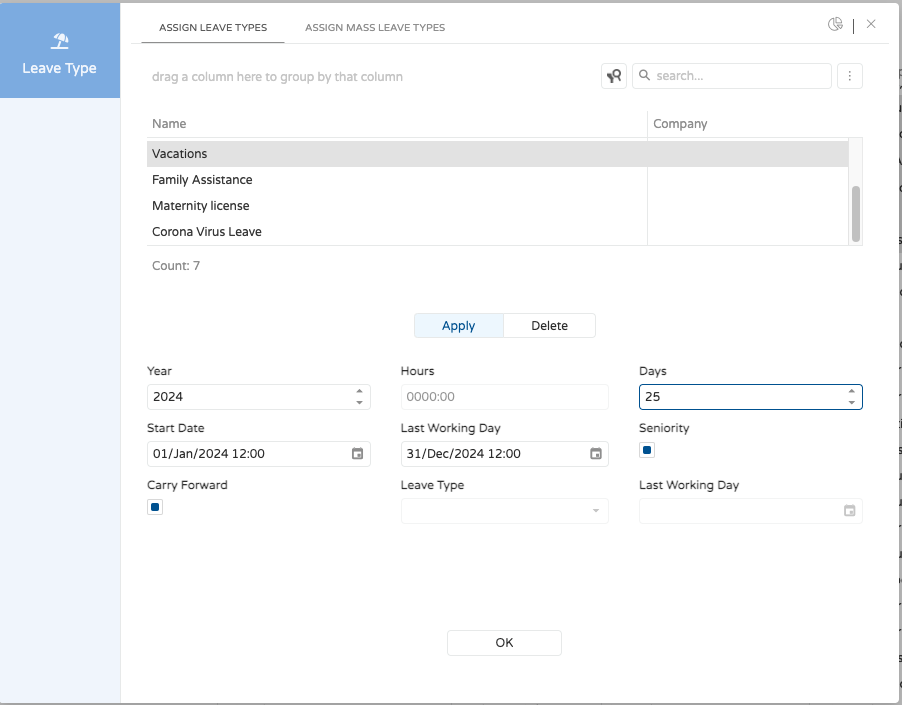 ASSIGN LEAVE TYPES ASSIGN MASS LEAVE TYPES
Leave Type
drag a column here to group by that column search...
Name Company
Vacations
Family Assistance
Maternity license
Corona Virus Leave
Count: 7
Apply Delete
Year Hours Days
2024 0000:00 25
Start Date Last Working Day Seniority
01/Jan/2024 12:00 31/Dec/2024 12:00
Carry Forward Leave Type Last Working Day
OK